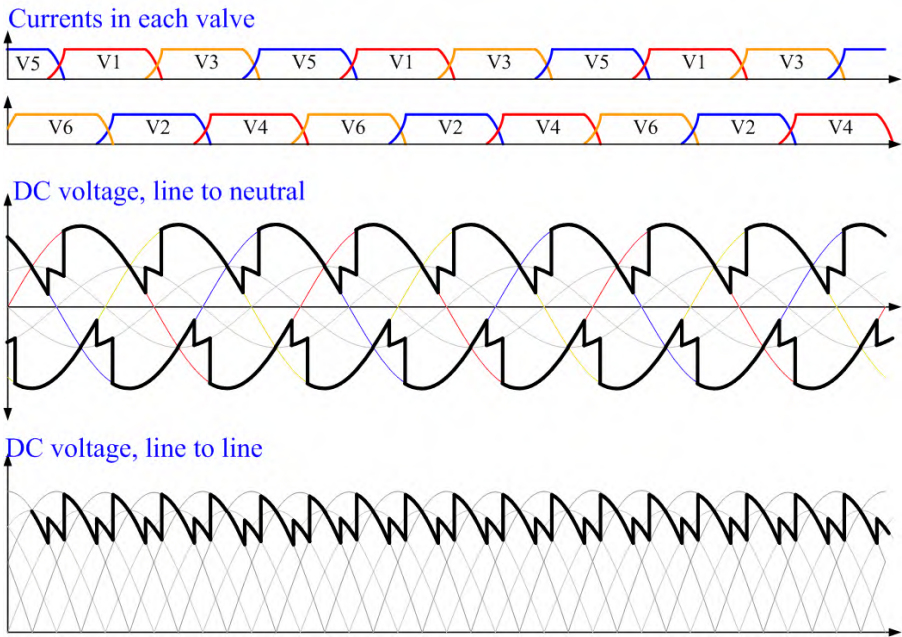 Currents in each valve
V5 V1 V3 V5 V1 V3 V5 V1 V3
V6 V2 V4 V6 V2 V4 V6 V2 V4
DC voltage, line to neutral
DC voltage, line to line